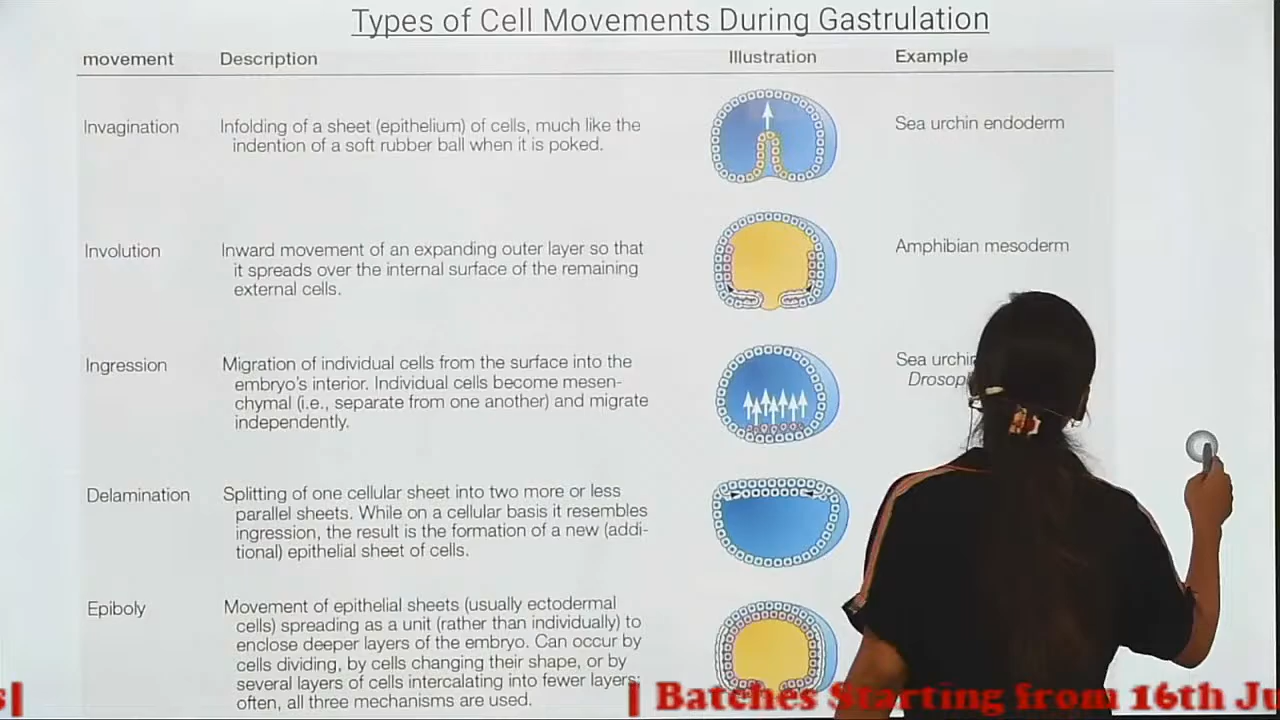 Types of Cell Movements During Gastrulation
movement Description Illustration Example
Invagination Infolding of a sheet (epithelium) of cells, much like the Sea urchin endoderm
indention of a soft rubber ball when it is poked.
Involution Inward movement of an expanding outer layer so that Amphibian mesoderm
it spreads over the internal surface of the remaining
external cells.
Ingression Migration of individual cells from the surface into the Sea
embryo's interior. Individual cells become mesen-
chymal (i.e., separate from one another) and migrate
independently.
Delamination Splitting of one cellular sheet into two more or less
parallel sheets. While on a cellular basis it resembles
ingression, the result is the formation of a new (addi-
tional) epithelial sheet of cells.
Epiboly Movement of epithelial sheets (usually ectodermal
cells) spreading as a unit (rather than individually) to
enclose deeper layers of the embryo. Can occur by
cells dividing, by cells changing their shape, or by
several layers of cells intercalating into fewer layers;
often, all three mechanisms are used.
| Batches Starting from 16th